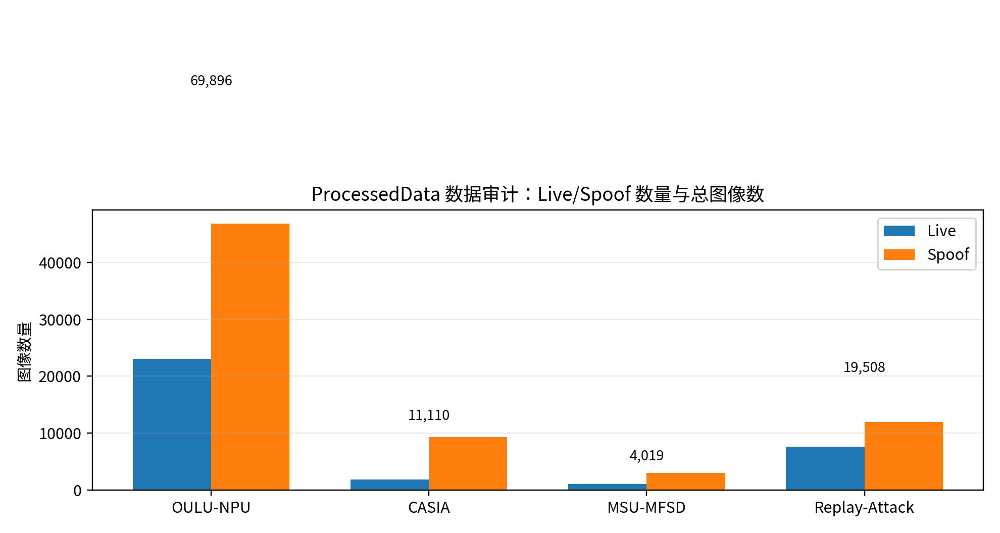 69,896
ProcessedData 数据审计：Live/Spoof 数量与总图像数
Live
Spoof
图像数量
40000
30000
20000
10000
0
19,508
11,110
4,019
OULU-NPU
CASIA
MSU-MFSD
Replay-Attack